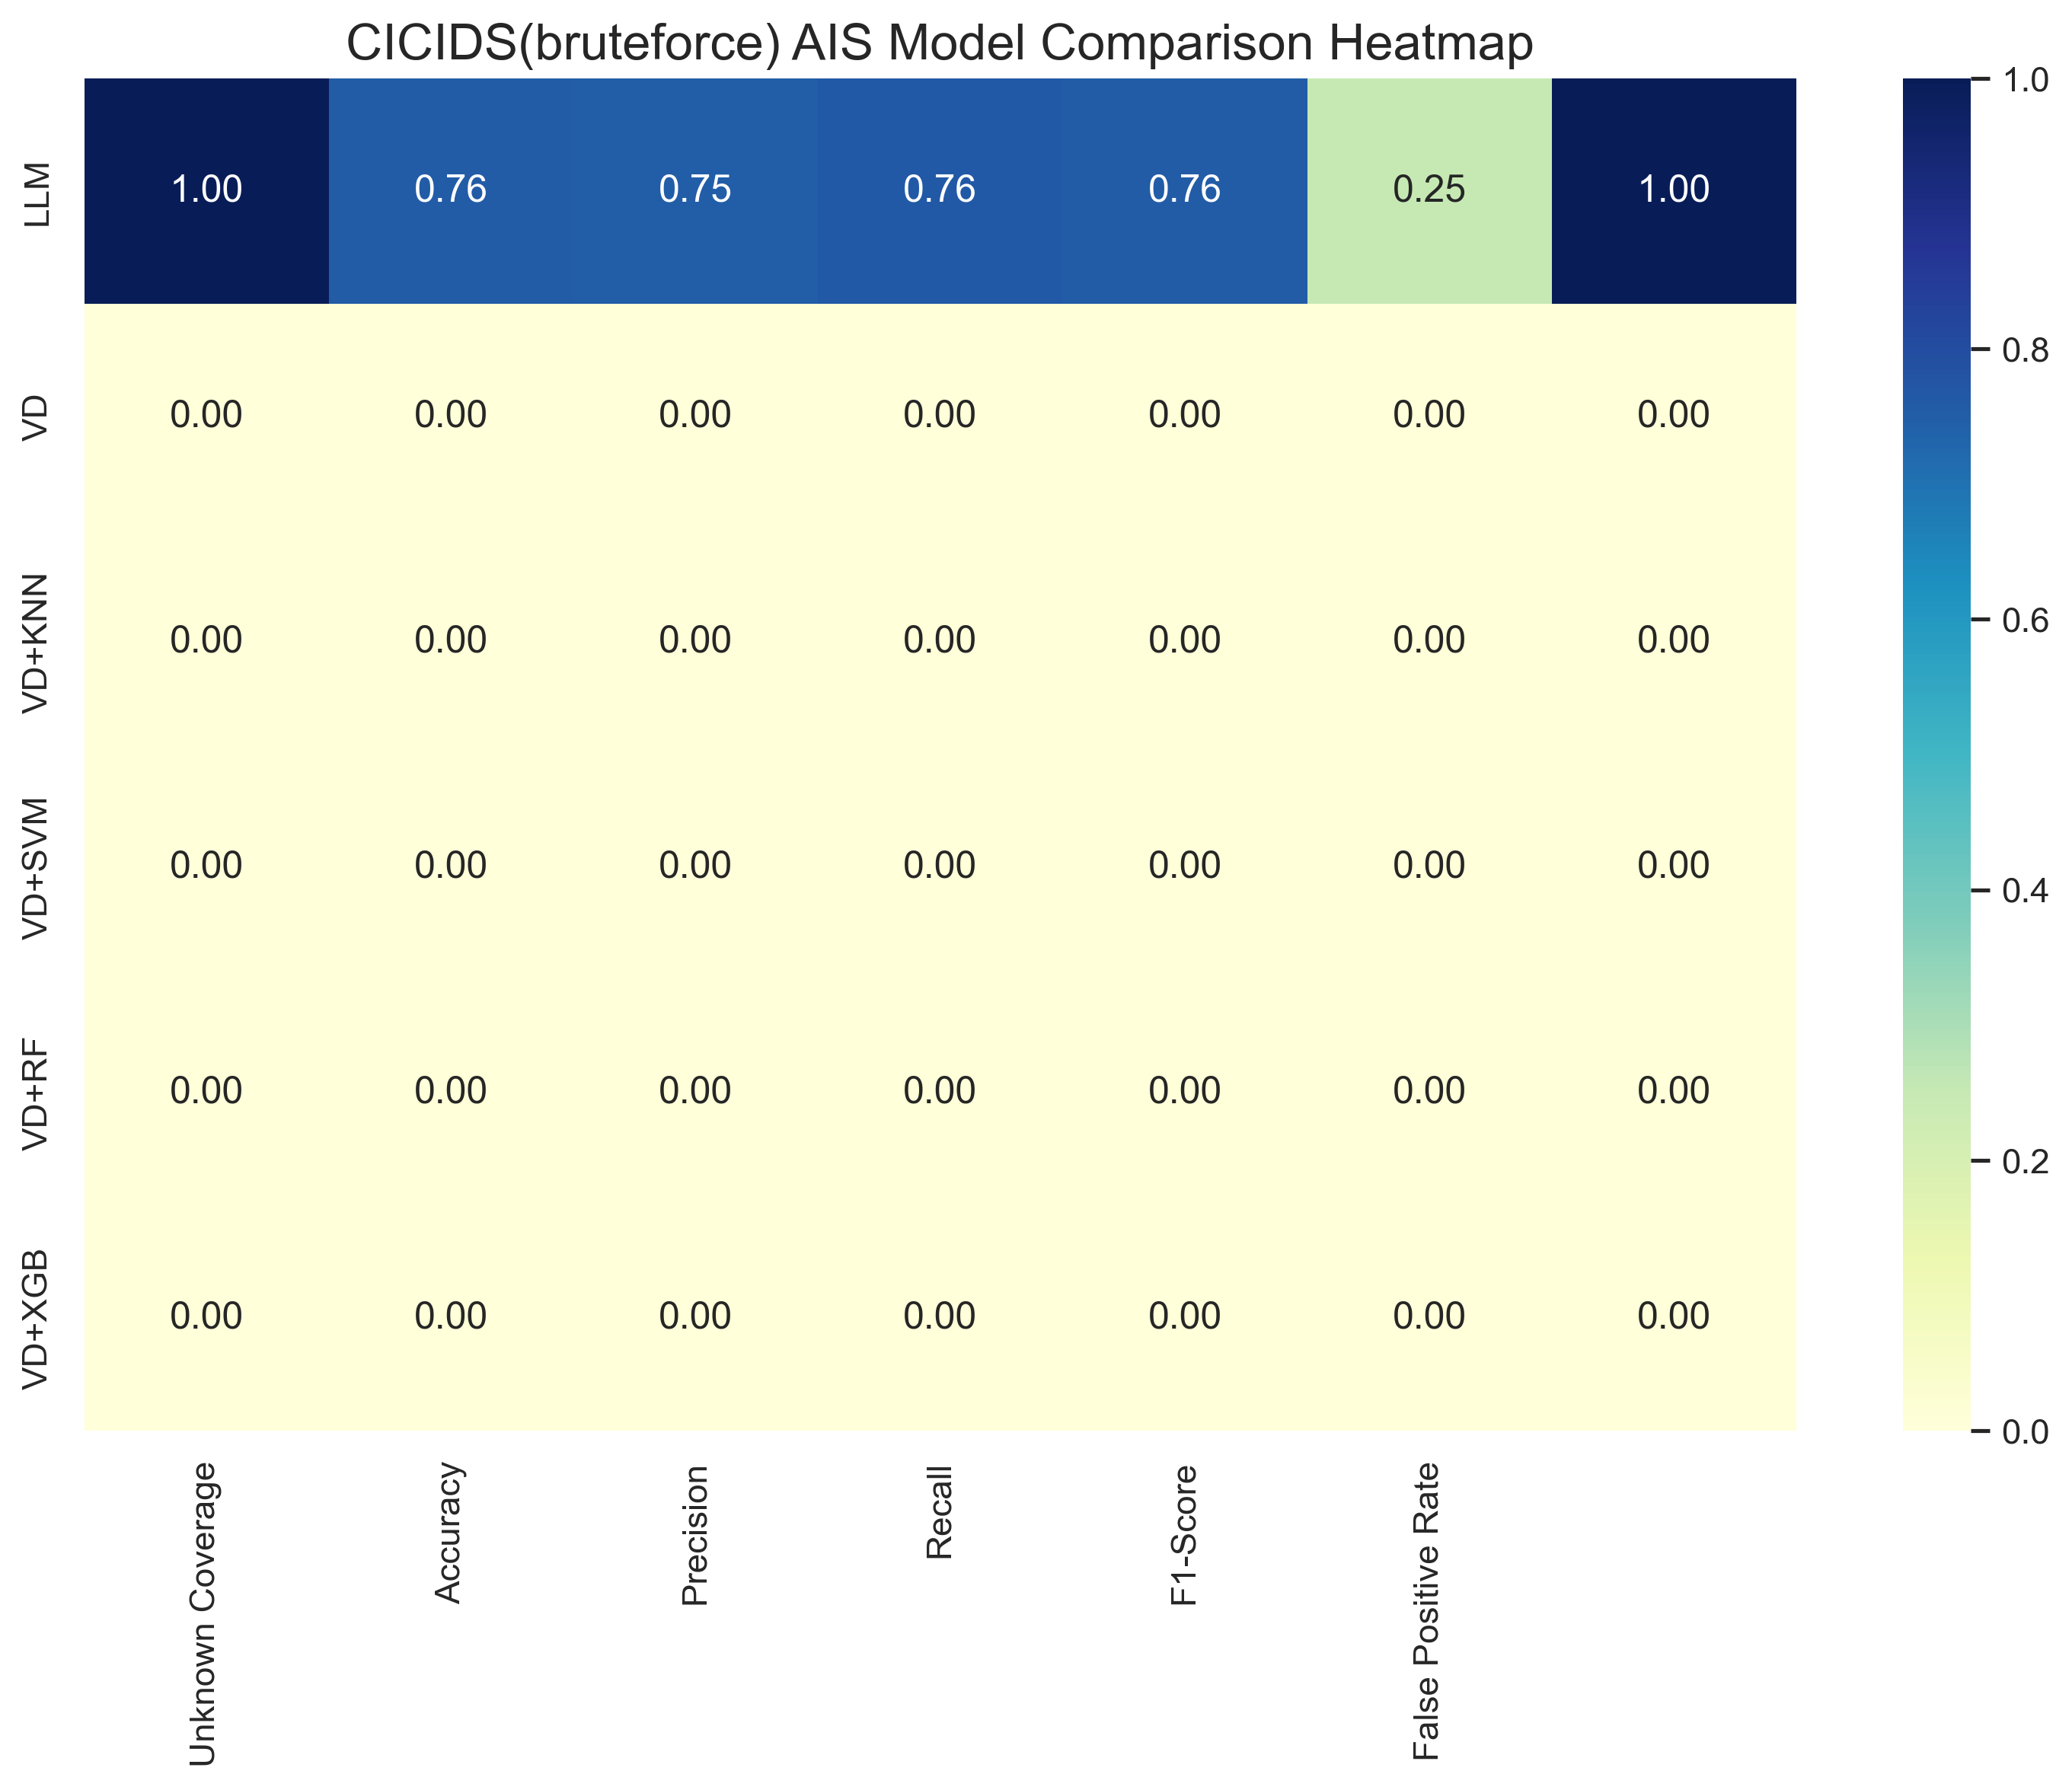 CICIDS(bruteforce) AIS Model Comparison Heatmap
LLM
1.00 0.76 0.75 0.76 0.76 0.25 1.00
VD
0.00 0.00 0.00 0.00 0.00 0.00 0.00
VD+KNN
0.00 0.00 0.00 0.00 0.00 0.00 0.00
VD+SVM
0.00 0.00 0.00 0.00 0.00 0.00 0.00
VD+RF
0.00 0.00 0.00 0.00 0.00 0.00 0.00
VD+XGB
0.00 0.00 0.00 0.00 0.00 0.00 0.00
Unknown Coverage
Accuracy
Precision
Recall
F1-Score
False Positive Rate
1.0
0.8
0.6
0.4
0.2
0.0